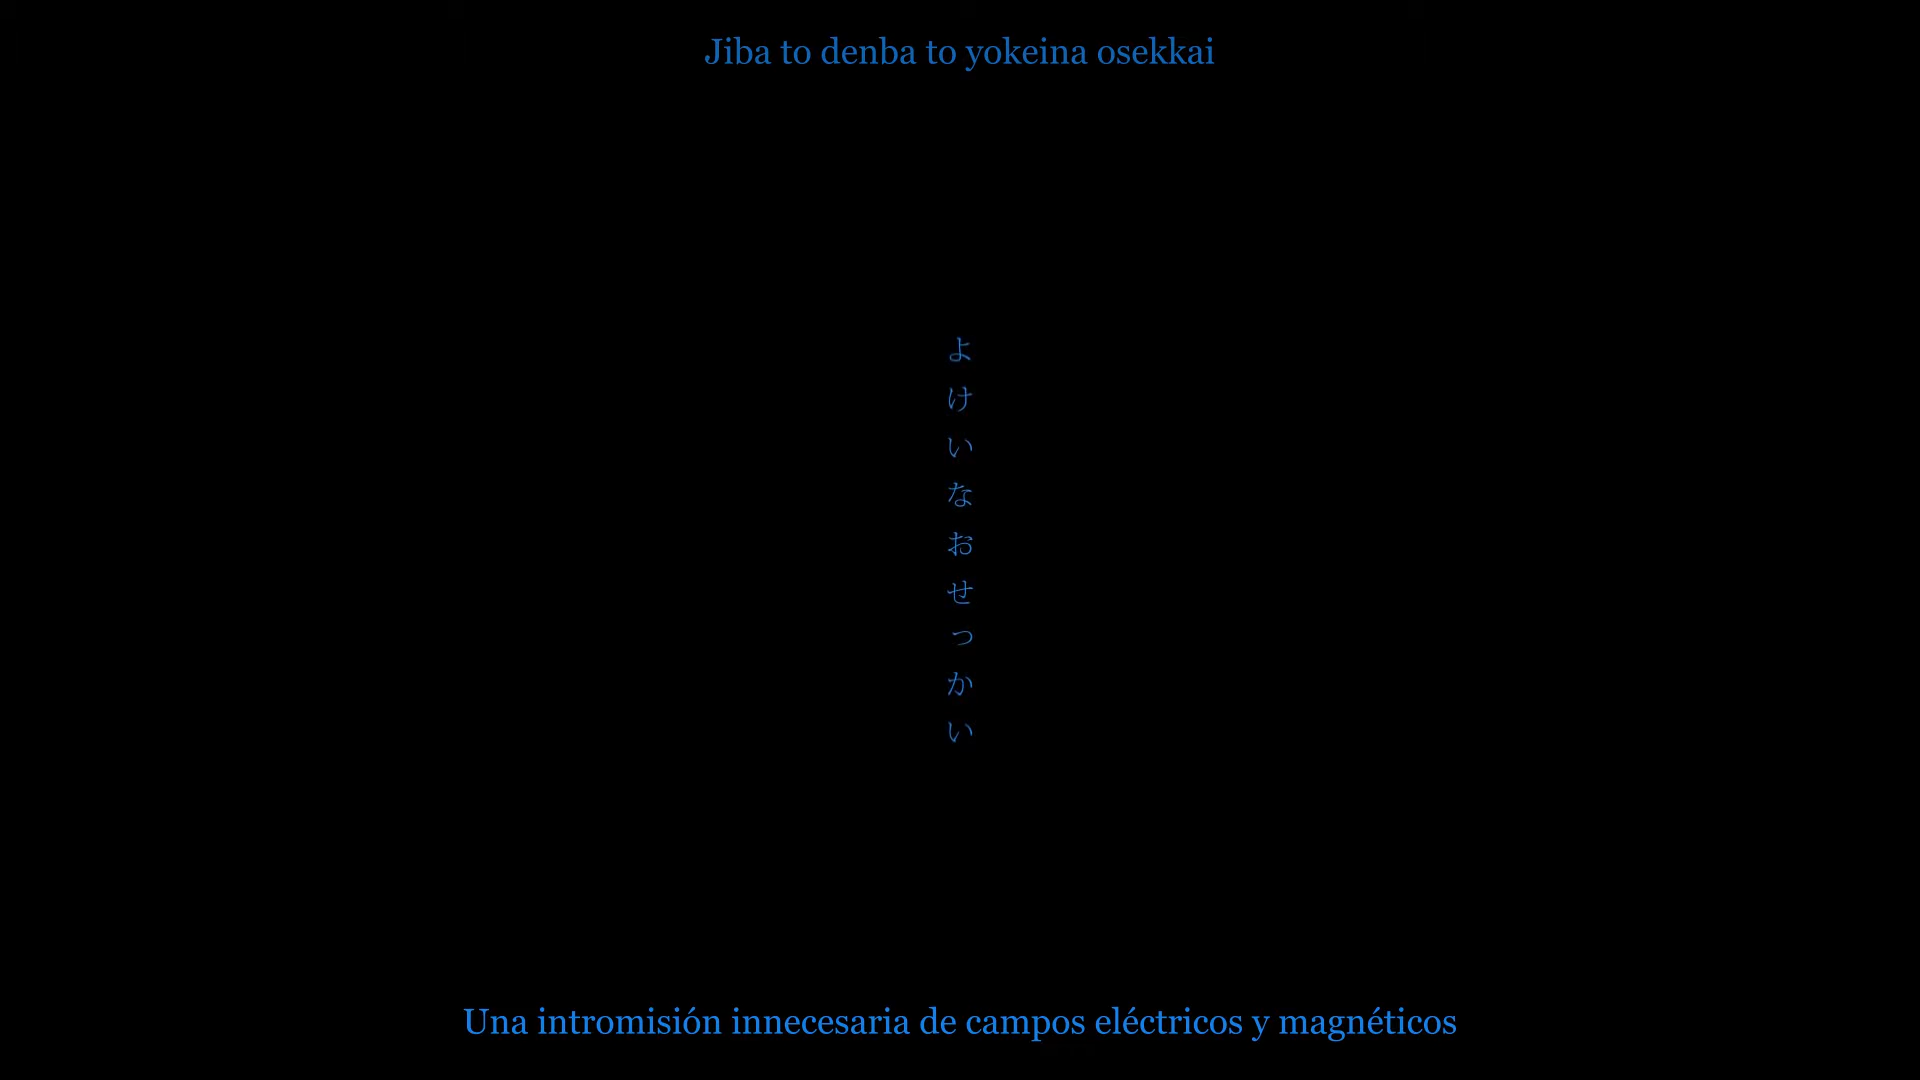 Jiba to denba to yokeina osekkai
よけいなおせっかい
Una intromisión innecesaria de campos eléctricos y magnéticos